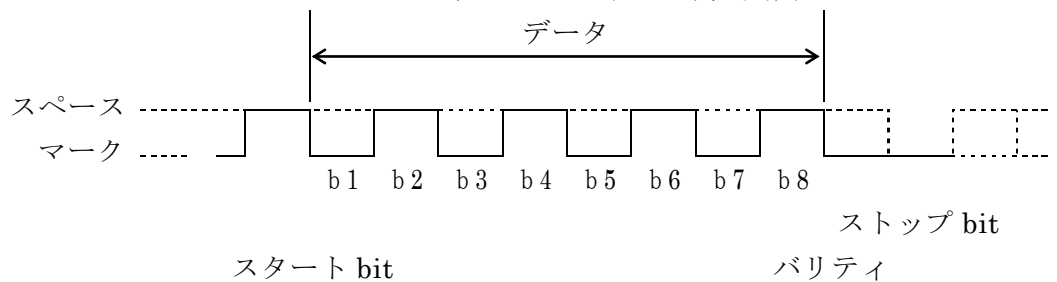 データ
スペース
マーク
b1 b2 b3 b4 b5 b6 b7 b8
ストップ bit
スタート bit バリティ